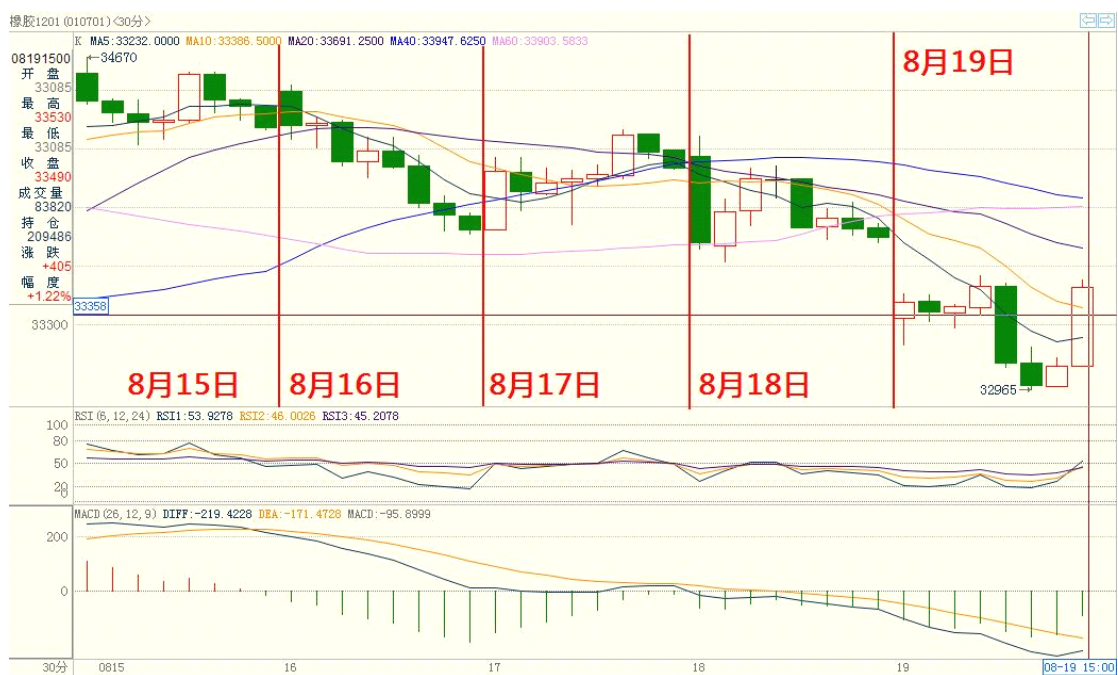 橡胶1201(010701)<30分>
K MA5:33232.0000 MA10:33386.5000 MA20:33691.2500 MA40:33947.6250 MA60:33903.5833
08191500
开 盘
33085
最 高
33530
最 低
33085
收 盘
33490
成交量
83820
持 仓
209486
涨 跌
+405
幅 度
+1.22%
33358
33300
34670
8月19日
8月15日
8月16日
8月17日
8月18日
32965
RSI(6,12,24) RSI1:53.9278 RSI2:46.0026 RSI3:45.2078
100
80
50
20
0
MACD(26,12,9) DIFF:-219.4228 DEA:-171.4728 MACD:-95.8999
200
0
30分 0815 16 17 18 19 08-19 15:00